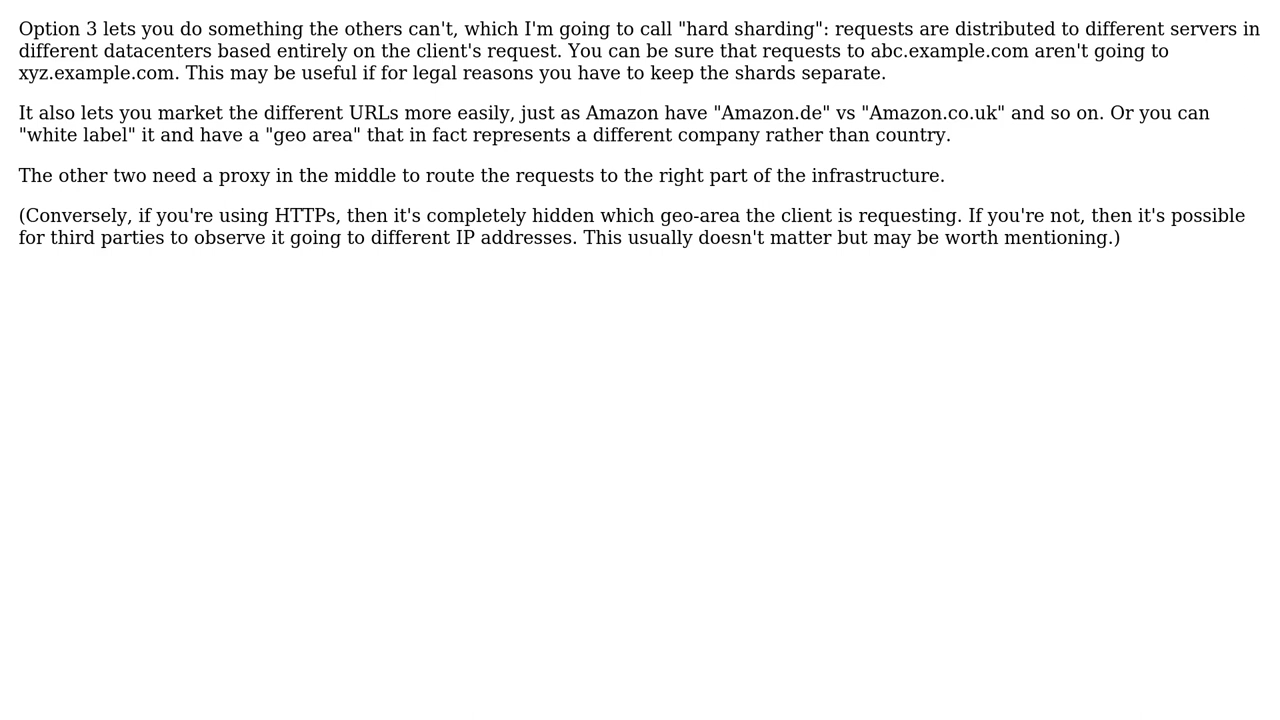 Option 3 lets you do something the others can't, which I'm going to call "hard sharding": requests are distributed to different servers in
different datacenters based entirely on the client's request. You can be sure that requests to abc.example.com aren't going to
xyz.example.com. This may be useful if for legal reasons you have to keep the shards separate.
It also lets you market the different URLs more easily, just as Amazon have "Amazon.de" vs "Amazon.co.uk" and so on. Or you can
"white label" it and have a "geo area" that in fact represents a different company rather than country.
The other two need a proxy in the middle to route the requests to the right part of the infrastructure.
(Conversely, if you're using HTTPs, then it's completely hidden which geo-area the client is requesting. If you're not, then it's possible
for third parties to observe it going to different IP addresses. This usually doesn't matter but may be worth mentioning.)